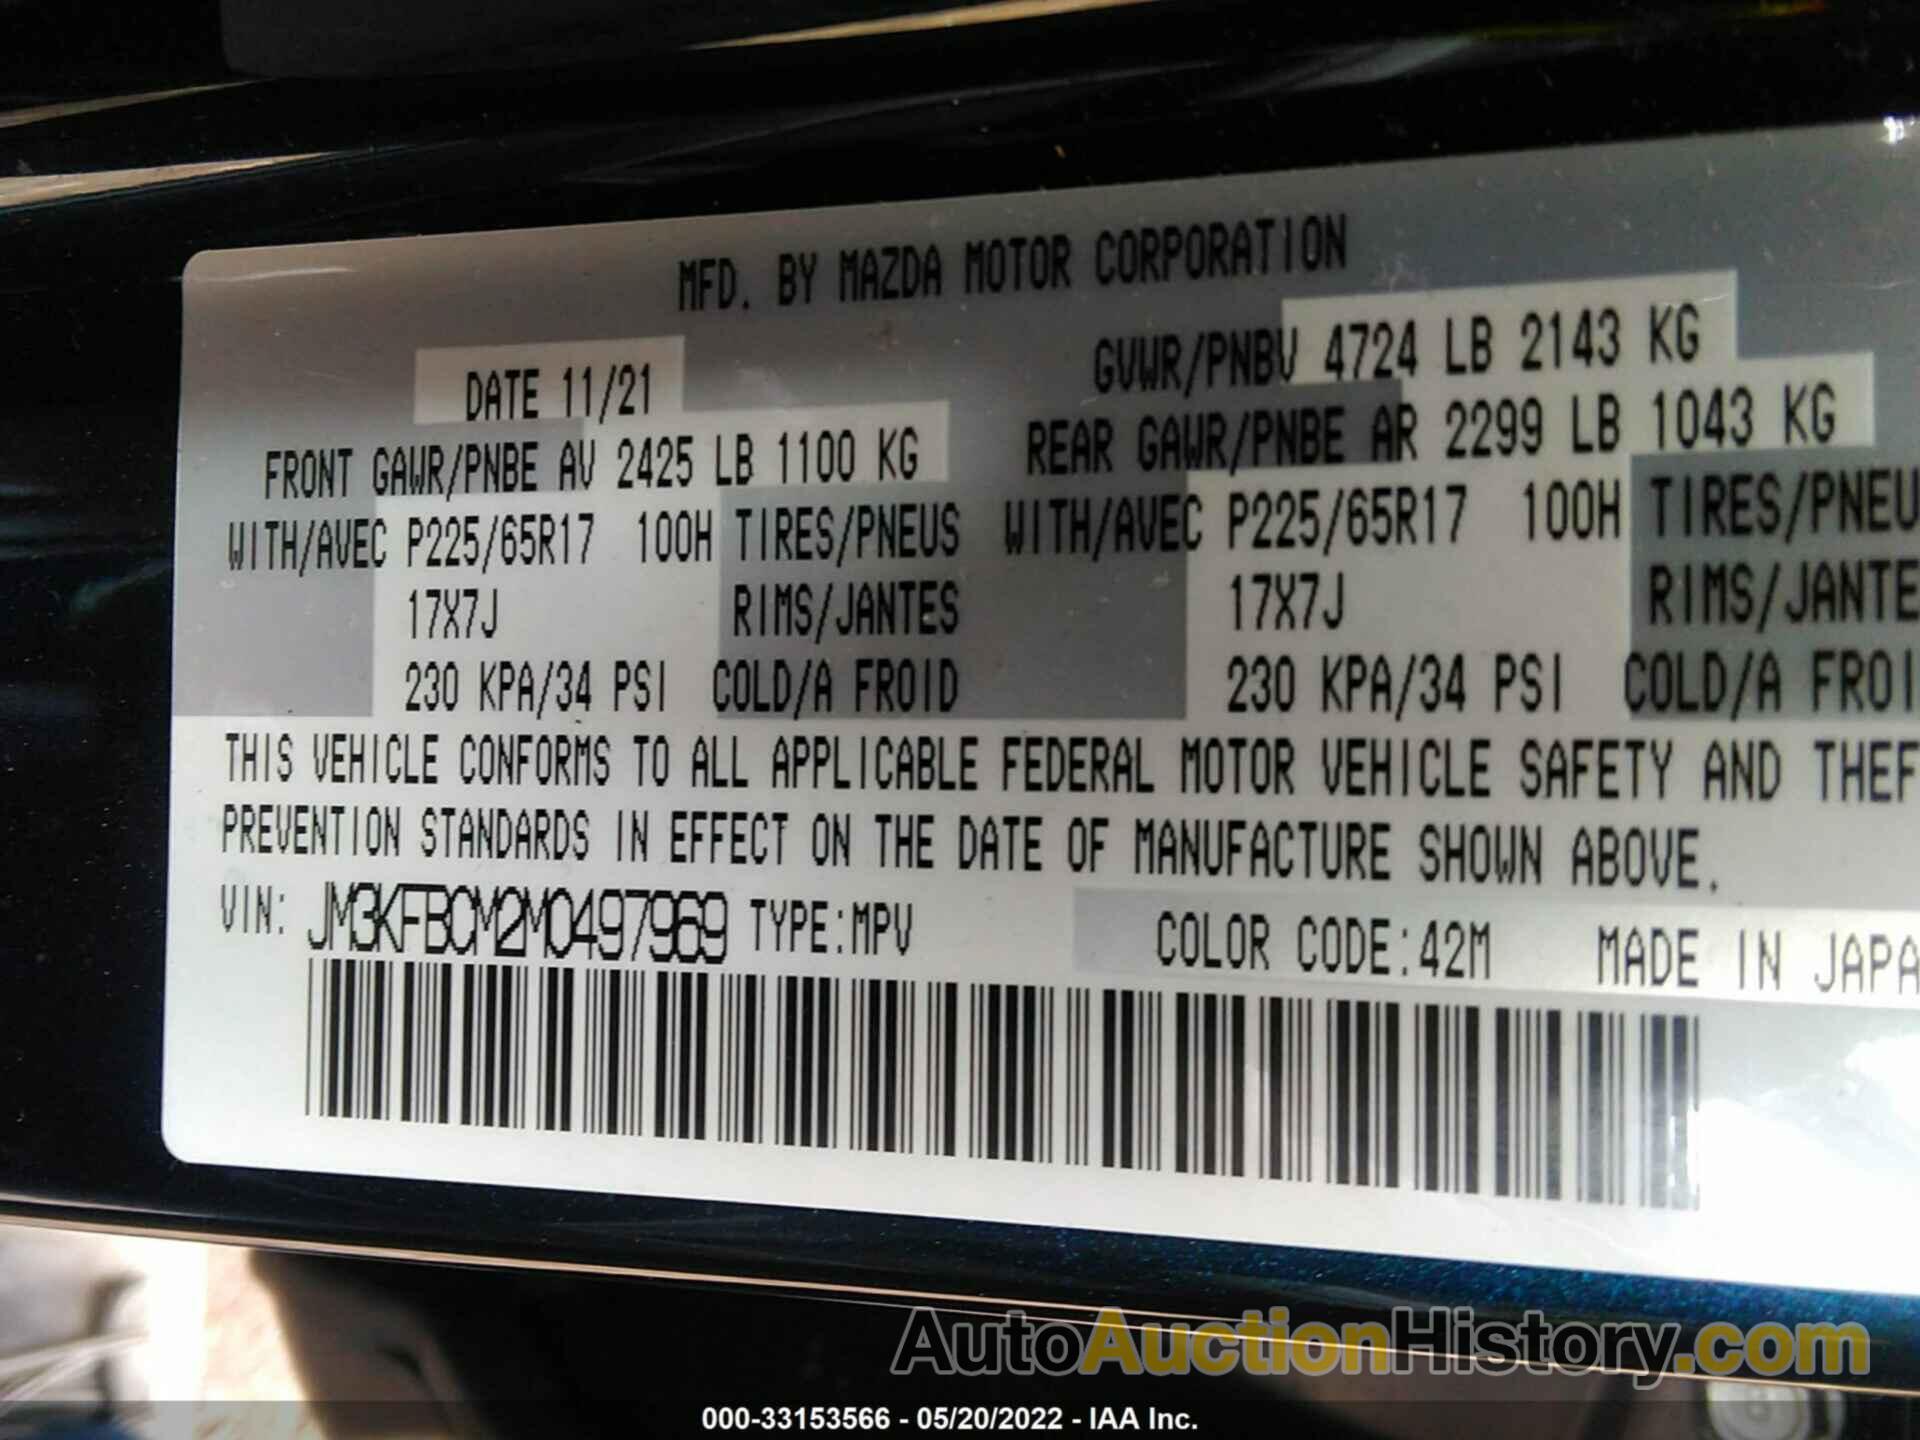 MFD. BY MAZDA MOTOR CORPORATION
DATE 11/21 GVWR/PNBV 4724 LB 2143 KG
FRONT GAWR/PNBE AV 2425 LB 1100 KG REAR GAWR/PNBE AR 2299 LB 1043 KG
WITH/AVEC P225/65R17 100H TIRES/PNEUS WITH/AVEC P225/65R17 100H TIRES/PNEU
17X7J RIMS/JANTES 17X7J RIMS/JANTE
230 KPA/34 PSI COLD/A FROID 230 KPA/34 PSI COLD/A FROI
THIS VEHICLE CONFORMS TO ALL APPLICABLE FEDERAL MOTOR VEHICLE SAFETY AND THEF
PREVENTION STANDARDS IN EFFECT ON THE DATE OF MANUFACTURE SHOWN ABOVE.
VIN: JM3KFBCM2M0497969 TYPE:MPV COLOR CODE:42M MADE IN JAPA
AutoAuctionHistory.com
000-33153566 - 05/20/2022 - IAA Inc.